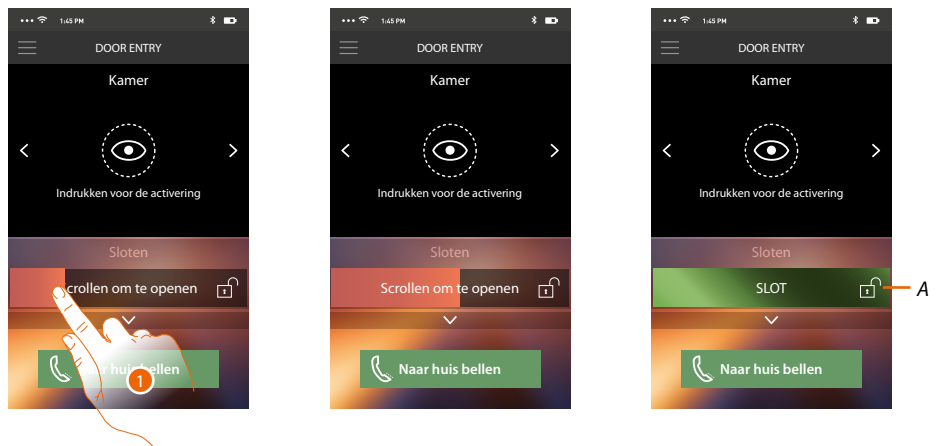 1:45 PM
DOOR ENTRY
Kamer
Indrukken voor de activering
Sloten
crollen om te openen
r huis bellen
1
1:45 PM
DOOR ENTRY
Kamer
Indrukken voor de activering
Sloten
Scrollen om te openen
Naar huis bellen
1:45 PM
DOOR ENTRY
Kamer
Indrukken voor de activering
Sloten
SLOT
A
Naar huis bellen